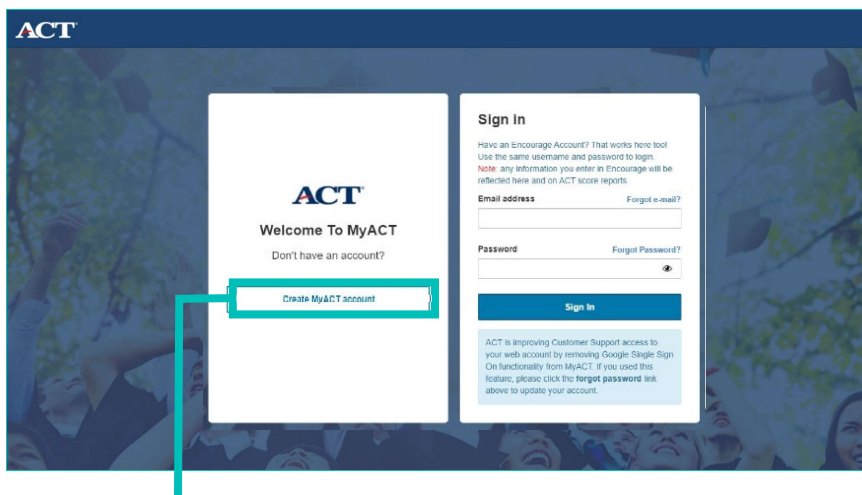 ACT
ACT
Welcome To MyACT
Don't have an account?
Create MyACT account
Sign in
Have an Encourage Account? That works here too!
Use the same username and password to login.
Note: any information you enter in Encourage will be
reflected here and on ACT score reports.
Email address Forgot e-mail?
Password Forgot Password?
Sign In
ACT is improving Customer Support access to
your web account by removing Google Single Sign
On functionality from MyACT. If you used this
feature, please click the forgot password link
above to update your account.